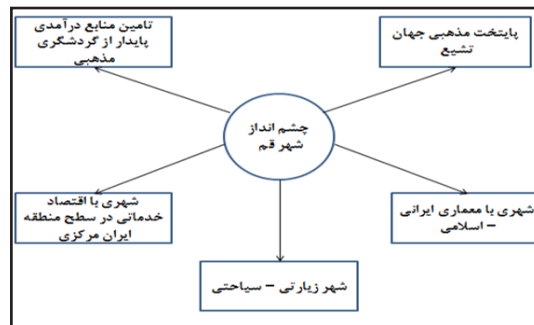 پایتخت مذهبی جهان
تشیع
تامین منابع درآمدی
پایدار از گردشگری
مذهبی
چشم انداز
شهر قم
شهری با معماری ایرانی
– اسلامی
شهری با اقتصاد
خدماتی در سطح منطقه
ایران مرکزی
شهر زیارتی – سیاحتی